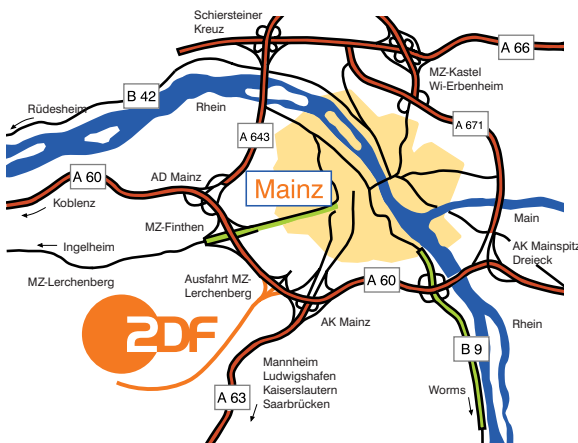 Schiersteiner
Kreuz
A 66
MZ-Kastel
Wi-Erbenheim
B 42
Rüdesheim
Rhein
A 643
A 671
A 60
AD Mainz
Mainz
Koblenz
MZ-Finthen
Main
Ingelheim
AK Mainspitz
Dreieck
MZ-Lerchenberg
Ausfahrt MZ-
Lerchenberg
A 60
2DF
AK Mainz
Rhein
B 9
Mannheim
Ludwigshafen
Kaiserslautern
Saarbrücken
A 63
Worms